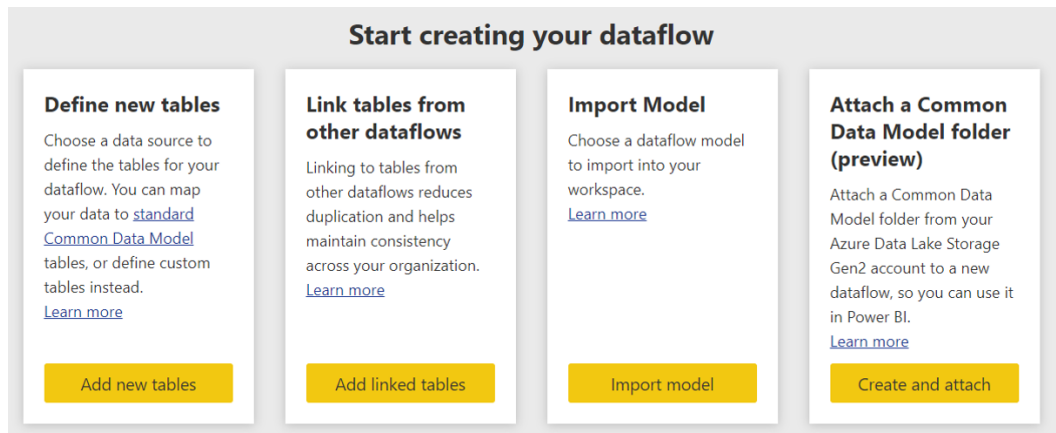 Start creating your dataflow
Define new tables
Choose a data source to
define the tables for your
dataflow. You can map
your data to standard
Common Data Model
tables, or define custom
tables instead.
Learn more
Add new tables
Link tables from
other dataflows
Linking to tables from
other dataflows reduces
duplication and helps
maintain consistency
across your organization.
Learn more
Add linked tables
Import Model
Choose a dataflow model
to import into your
workspace.
Learn more
Import model
Attach a Common
Data Model folder
(preview)
Attach a Common Data
Model folder from your
Azure Data Lake Storage
Gen2 account to a new
dataflow, so you can use it
in Power BI.
Learn more
Create and attach